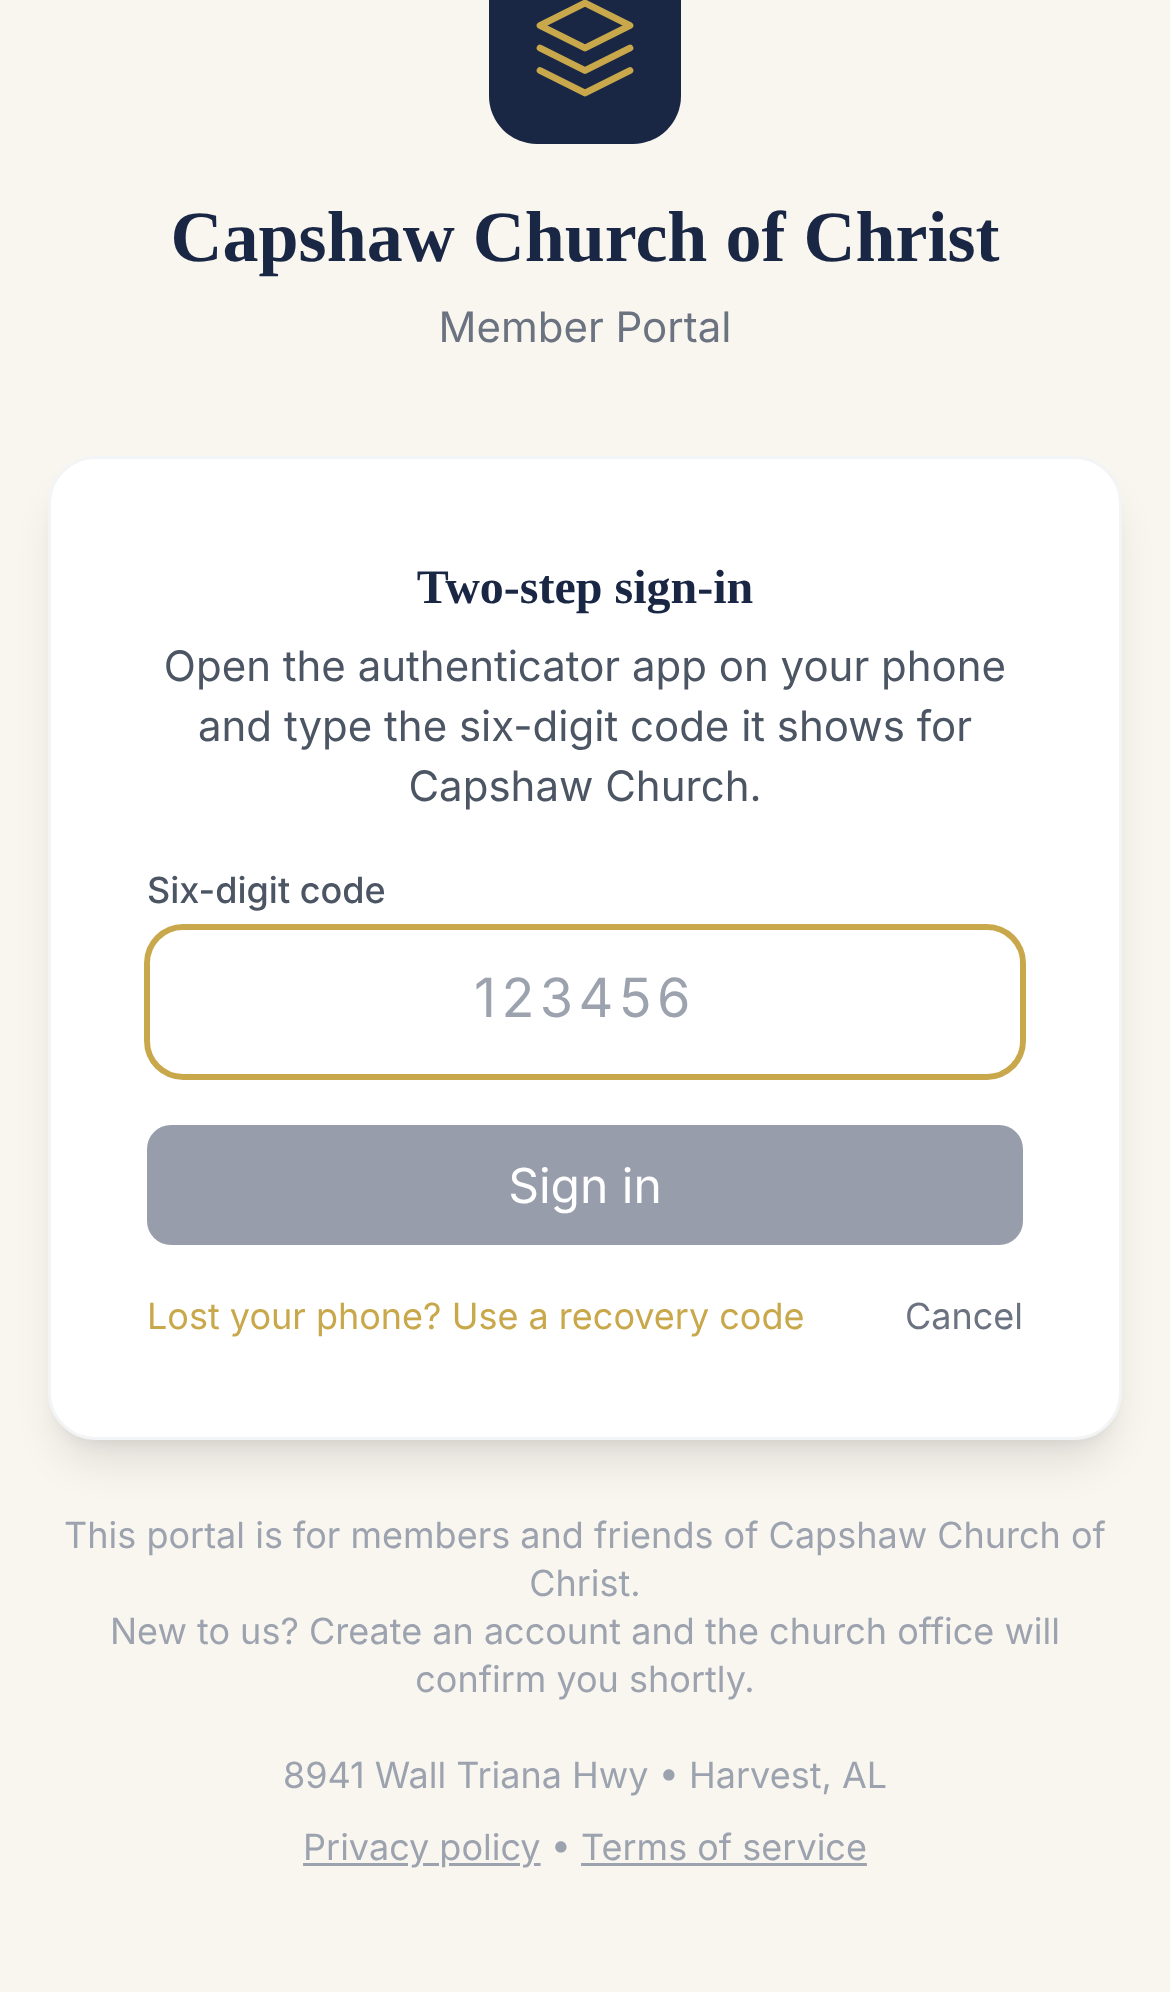 Capshaw Church of Christ
Member Portal
Two-step sign-in
Open the authenticator app on your phone
and type the six-digit code it shows for
Capshaw Church.
Six-digit code
123456
Sign in
Lost your phone? Use a recovery code
Cancel
This portal is for members and friends of Capshaw Church of
Christ.
New to us? Create an account and the church office will
confirm you shortly.
8941 Wall Triana Hwy • Harvest, AL
Privacy policy • Terms of service